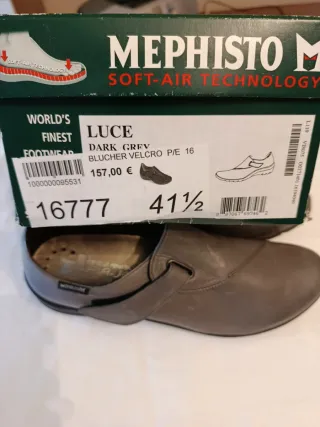 MEPHISTO M
SOFT-AIR TECHNOLOGY
WORLD'S
FINEST
FOOTWEAR
LUCE
DARK GREY
BLUCHER VELCRO P/E 16
157,00 €
1000000085531
16777
41½